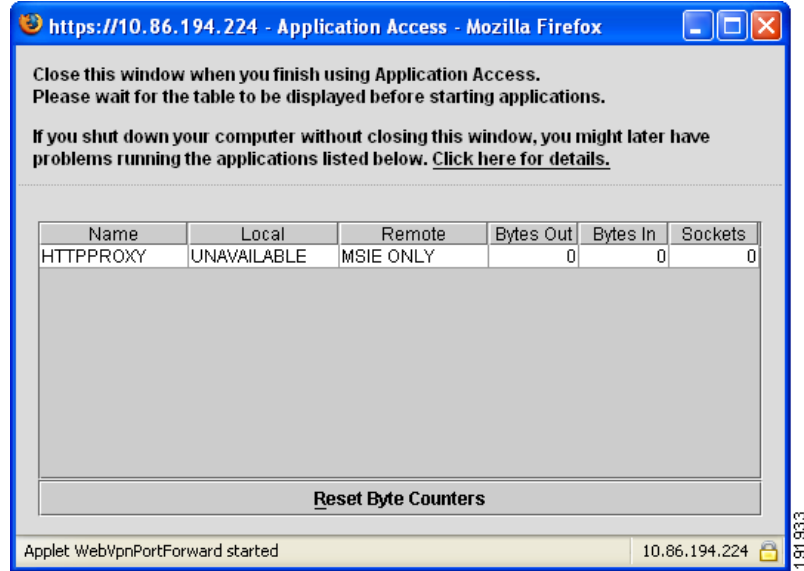 https://10.86.194.224 - Application Access - Mozilla Firefox
Close this window when you finish using Application Access.
Please wait for the table to be displayed before starting applications.
If you shut down your computer without closing this window, you might later have
problems running the applications listed below. Click here for details.
Name Local Remote Bytes Out Bytes In Sockets
HTTPPROXY UNAVAILABLE MSIE ONLY 0 0 0
Reset Byte Counters
Applet WebVpnPortForward started 10.86.194.224
191933